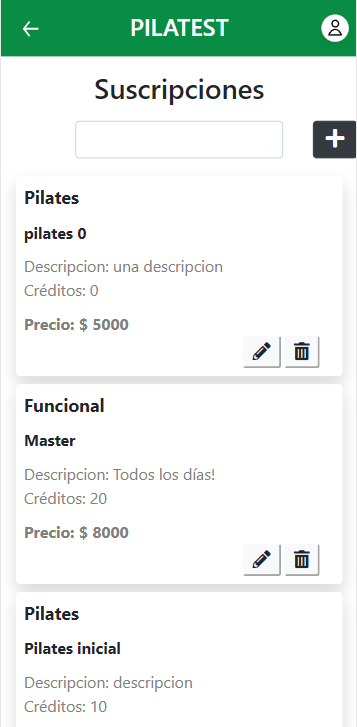 PILATEST
Suscripciones
Pilates
pilates 0
Descripcion: una descripcion
Créditos: 0
Precio: $ 5000
Funcional
Master
Descripcion: Todos los días!
Créditos: 20
Precio: $ 8000
Pilates
Pilates inicial
Descripcion: descripcion
Créditos: 10